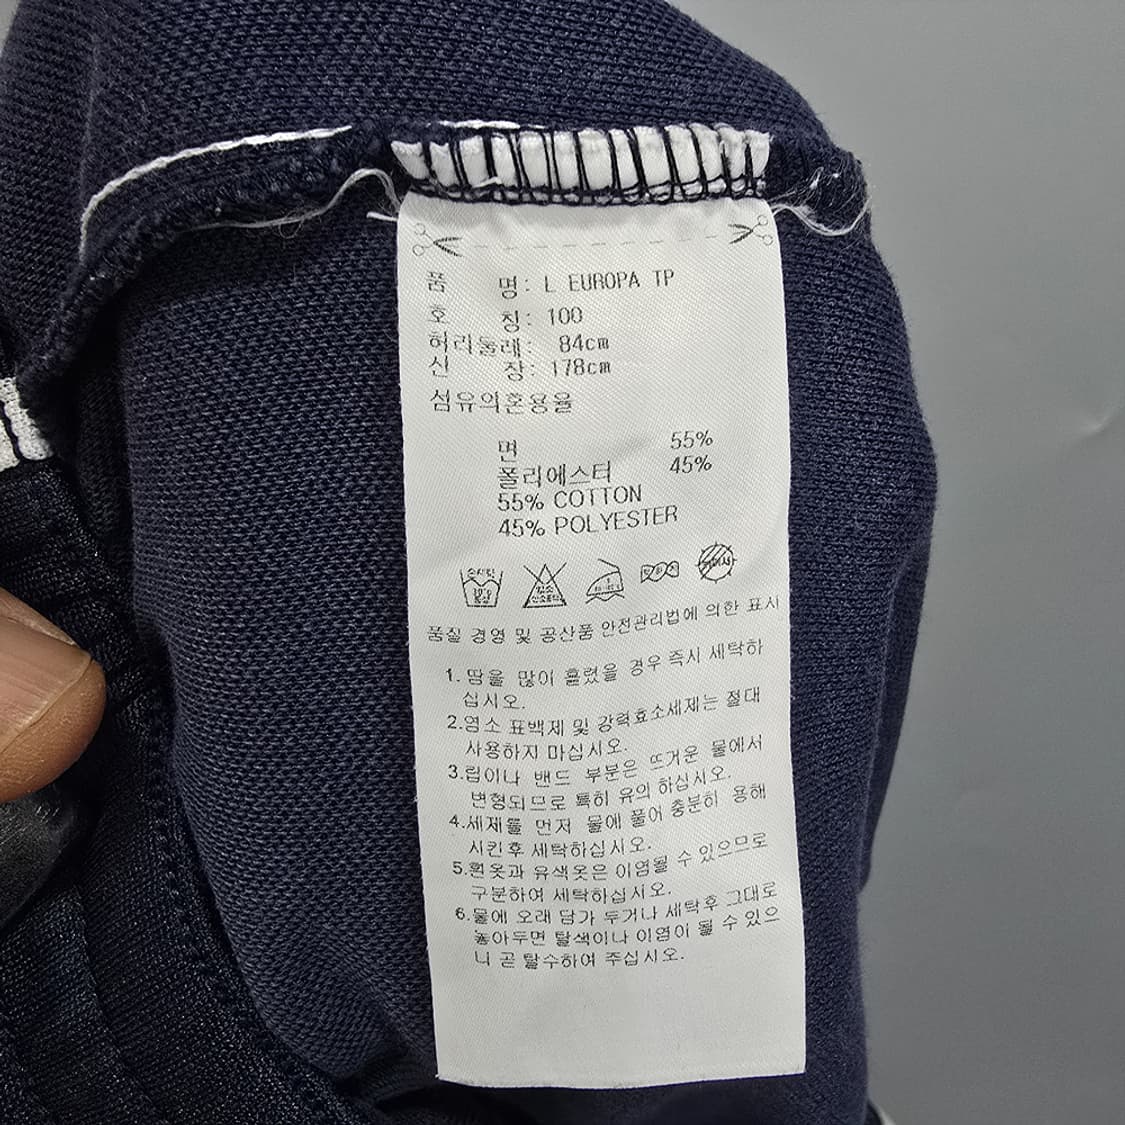 품 명: L EUROPA TP
호 칭: 100
허리둘레: 84cm
신 장: 178cm
섬유의혼용율
면 55%
폴리에스터 45%
55% COTTON
45% POLYESTER
손세탁 중성
염소
품질 경영 및 공산품 안전관리법에 의한 표시
1. 땀을 많이 흘렸을 경우 즉시 세탁하
십시오.
2.염소 표백제 및 강력효소세제는 절대
사용하지 마십시오.
3.립이나 밴드 부분은 뜨거운 물에서
변형되므로 특히 유의 하십시오.
4.세제를 먼저 물에 풀어 충분히 용해
시킨후 세탁하십시오.
5.흰옷과 유색옷은 이염될 수 있으므로
구분하여 세탁하십시오.
6.물에 오래 담가 두거나 세탁후 그대로
놓아두면 탈색이나 이염이 될 수 있으
니 곧 탈수하여 주십시오.